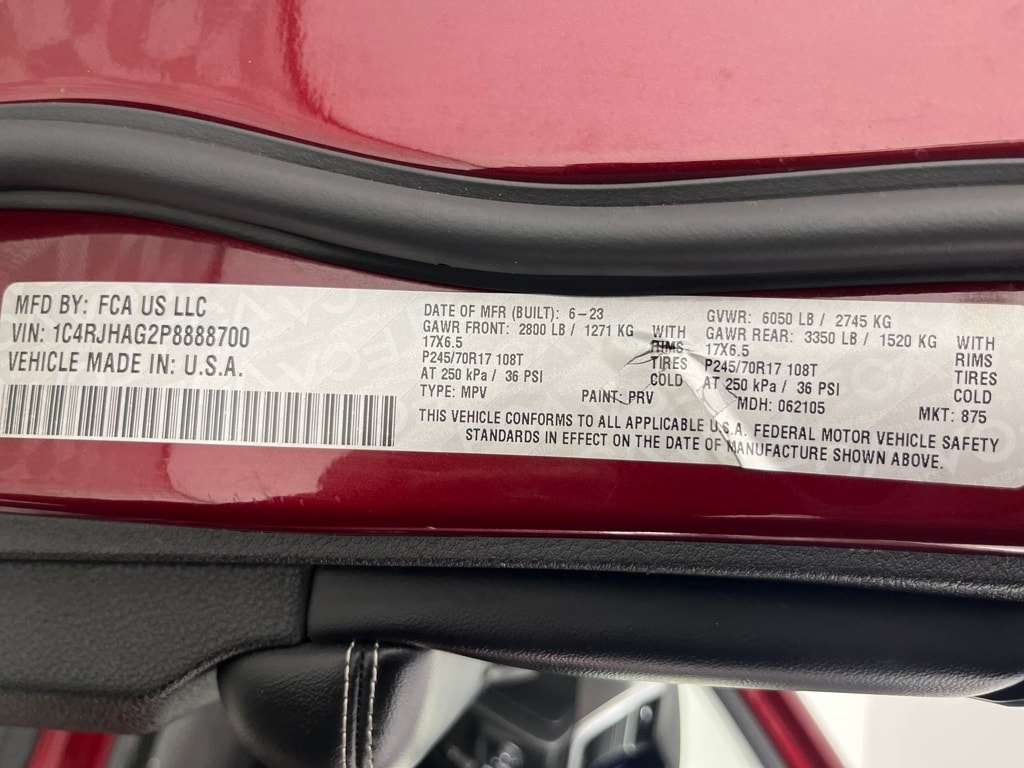 MFD BY: FCA US LLC
VIN: 1C4RJHAG2P8888700
VEHICLE MADE IN: U.S.A.
DATE OF MFR (BUILT): 6-23
GAWR FRONT: 2800 LB / 1271 KG WITH
17X6.5 RIMS
P245/70R17 108T TIRES
AT 250 kPa / 36 PSI COLD
TYPE: MPV PAINT: PRV
GVWR: 6050 LB / 2745 KG
GAWR REAR: 3350 LB / 1520 KG WITH
17X6.5 RIMS
P245/70R17 108T TIRES
AT 250 kPa / 36 PSI COLD
MDH: 062105 MKT: 875
THIS VEHICLE CONFORMS TO ALL APPLICABLE U.S.A. FEDERAL MOTOR VEHICLE SAFETY
STANDARDS IN EFFECT ON THE DATE OF MANUFACTURE SHOWN ABOVE.